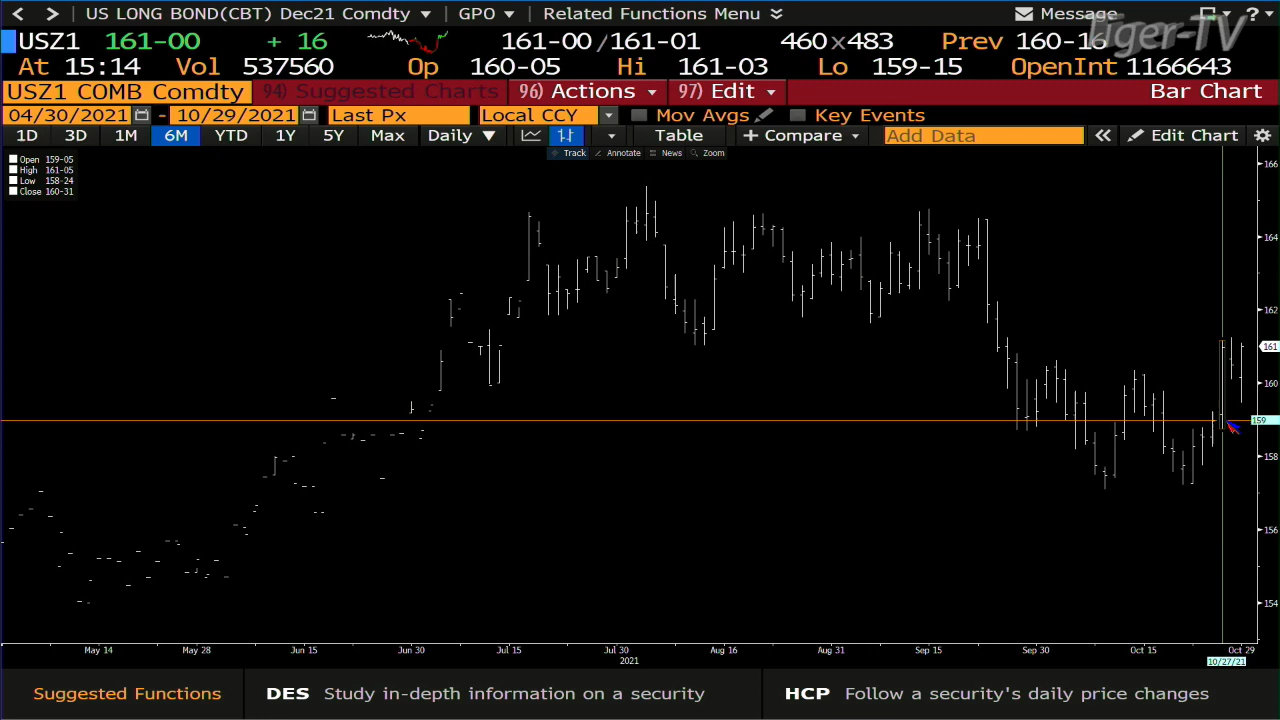 US LONG BOND(CBT) Dec21 Comdty GPO Related Functions Menu Message ?
USZ1 161-00 + 16 161-00/161-01 460x483 Prev 160-16
At 15:14 Vol 537560 Op 160-05 Hi 161-03 Lo 159-15 OpenInt 1166643
USZ1 COMB Comdty 94) Suggested Charts 96) Actions 97) Edit Bar Chart
04/30/2021 - 10/29/2021 Last Px Local CCY Mov Avgs Key Events
1D 3D 1M 6M YTD 1Y 5Y Max Daily Table + Compare Add Data Edit Chart
Track Annotate News Zoom
Open 159-05
High 161-05
Low 158-24
Close 160-31
166
164
162
161
160
159
158
156
154
May 14 May 28 Jun 15 Jun 30 Jul 15 Jul 30 Aug 16 Aug 31 Sep 15 Sep 30 Oct 15 Oct 29
2021 10/27/21
Suggested Functions DES Study in-depth information on a security HCP Follow a security's daily price changes